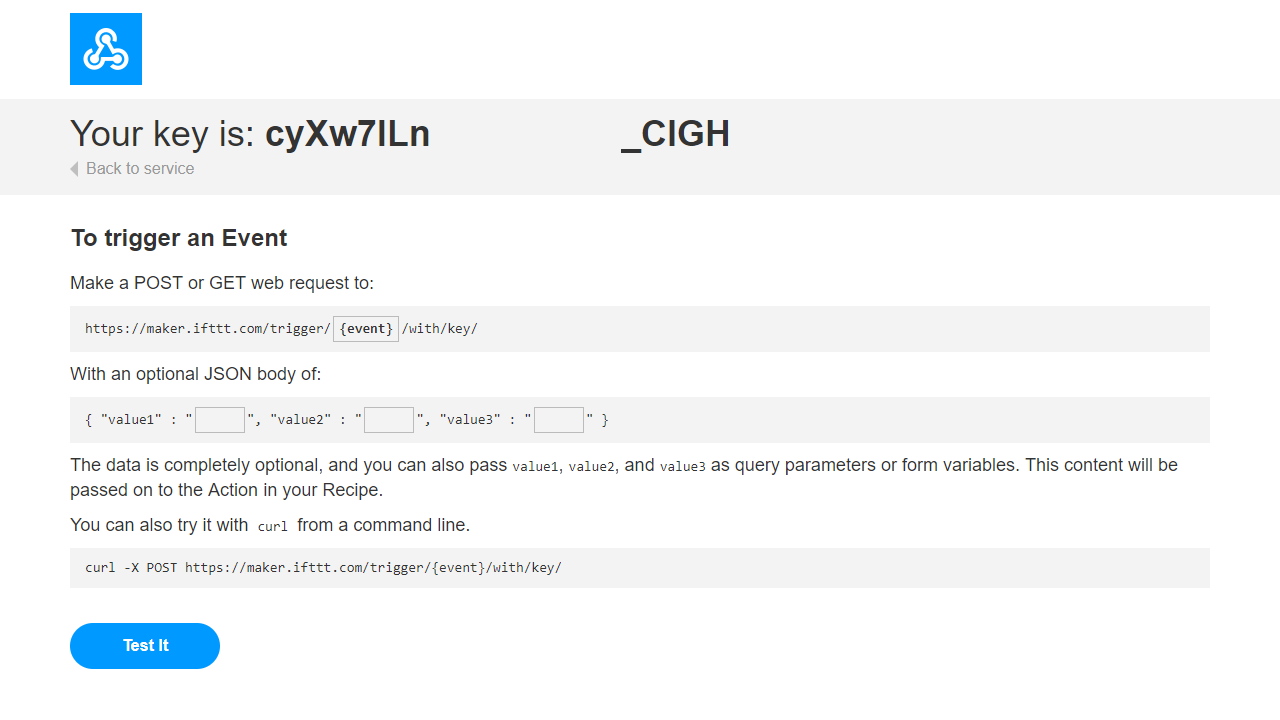 Your key is: cyXw7ILn _CIGH
Back to service
To trigger an Event
Make a POST or GET web request to:
https://maker.ifttt.com/trigger/ {event} /with/key/
With an optional JSON body of:
{ "value1" : " ", "value2" : " ", "value3" : " " }
The data is completely optional, and you can also pass value1, value2, and value3 as query parameters or form variables. This content will be
passed on to the Action in your Recipe.
You can also try it with curl from a command line.
curl -X POST https://maker.ifttt.com/trigger/{event}/with/key/
Test It